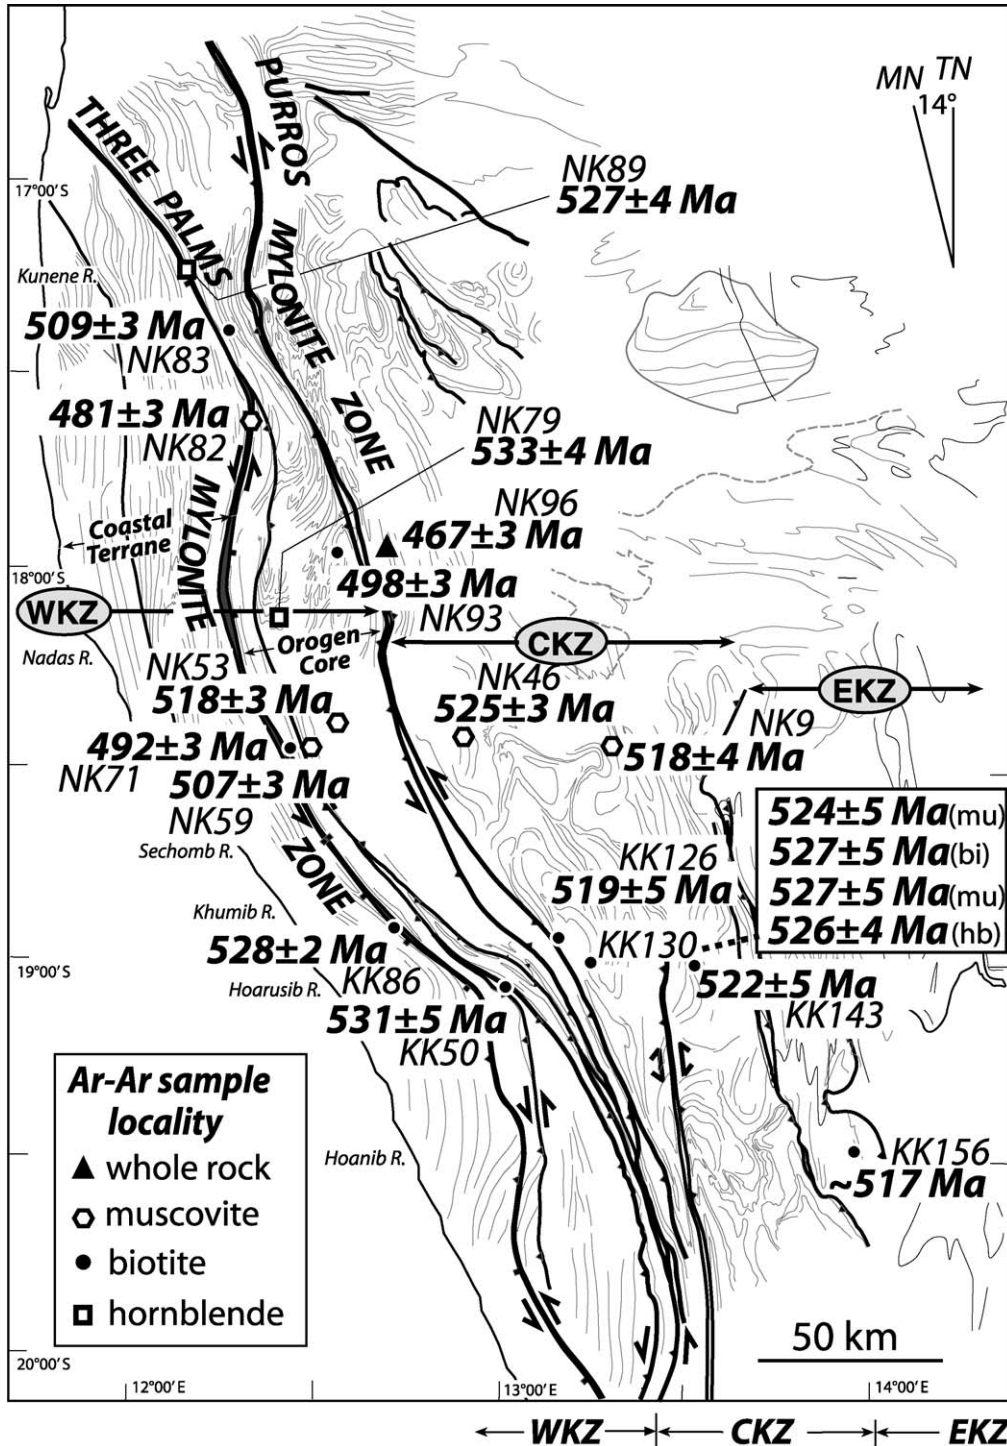 MN TN
14°
PURROS
MYLONITE
ZONE
THREE PALMS
MYLONITE
ZONE
NK89
527±4 Ma
17°00'S
Kunene R.
509±3 Ma
NK83
481±3 Ma
NK82
NK79
533±4 Ma
NK96
467±3 Ma
Coastal
Terrane
498±3 Ma
NK93
18°00'S
WKZ
CKZ
EKZ
Nadas R.
Orogen
Core
NK53
518±3 Ma
NK46
525±3 Ma
NK9
518±4 Ma
492±3 Ma
NK71
507±3 Ma
NK59
Sechomb R.
524±5 Ma(mu)
527±5 Ma(bi)
527±5 Ma(mu)
526±4 Ma(hb)
KK126
519±5 Ma
Khumib R.
KK130
528±2 Ma
KK86
19°00'S
Hoarusib R.
522±5 Ma
KK143
531±5 Ma
KK50
Ar-Ar sample
locality
whole rock
muscovite
biotite
hornblende
Hoanib R.
KK156
~517 Ma
50 km
20°00'S
12°00'E
13°00'E
14°00'E
WKZ CKZ EKZ